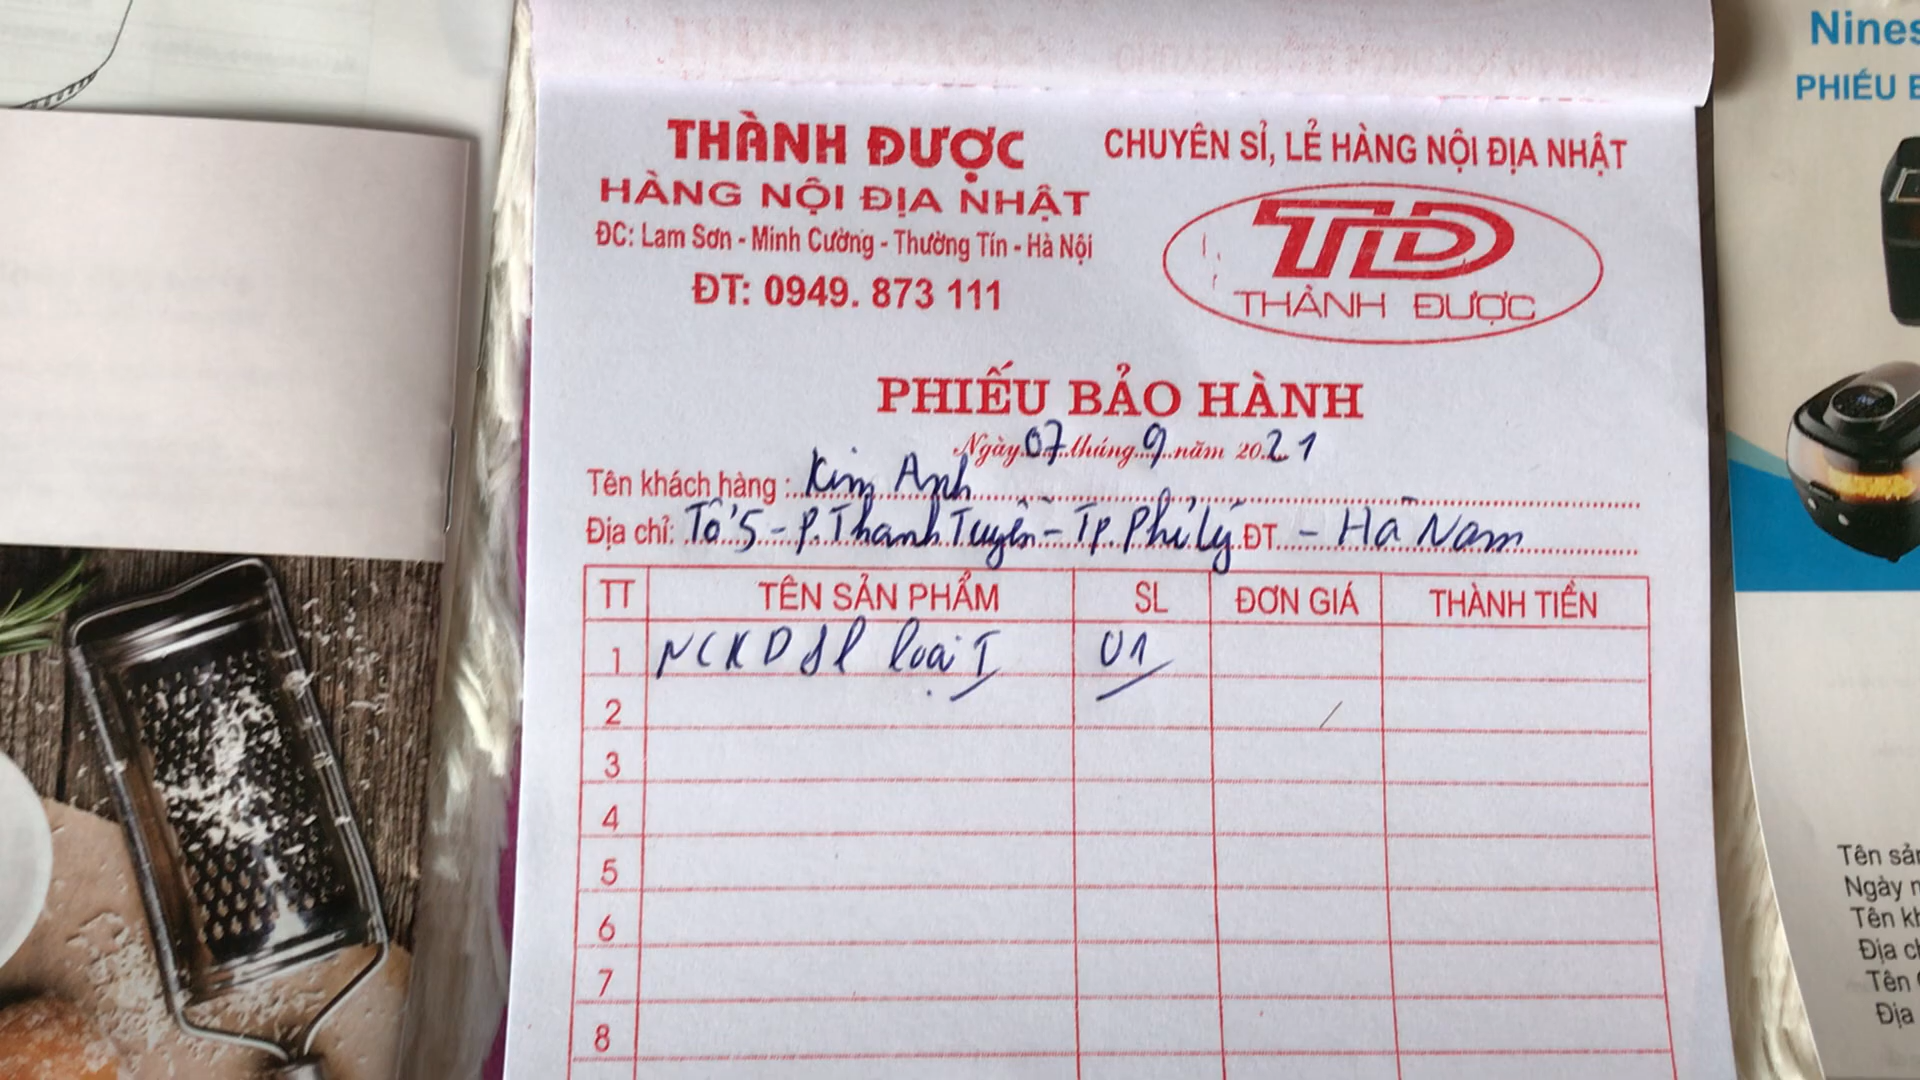 THÀNH ĐƯỢC
HÀNG NỘI ĐỊA NHẬT
ĐC: Lam Sơn - Minh Cường - Thường Tín - Hà Nội
ĐT: 0949. 873 111
CHUYÊN SỈ, LẺ HÀNG NỘI ĐỊA NHẬT
TD
THÀNH ĐƯỢC
PHIẾU BẢO HÀNH
Ngày 07 tháng 9 năm 2021
Tên khách hàng : Kim Anh
Địa chỉ: Tổ 5 - P. Thanh Tuyền - Tp. Phủ Lý ĐT - Hà Nam
TT TÊN SẢN PHẨM SL ĐƠN GIÁ THÀNH TIỀN
1 NCKD loại I 01
2
3
4
5
6
7
8
Nines
PHIẾU B
Tên sản
Ngày
Tên kh
Địa ch
Tên
Địa